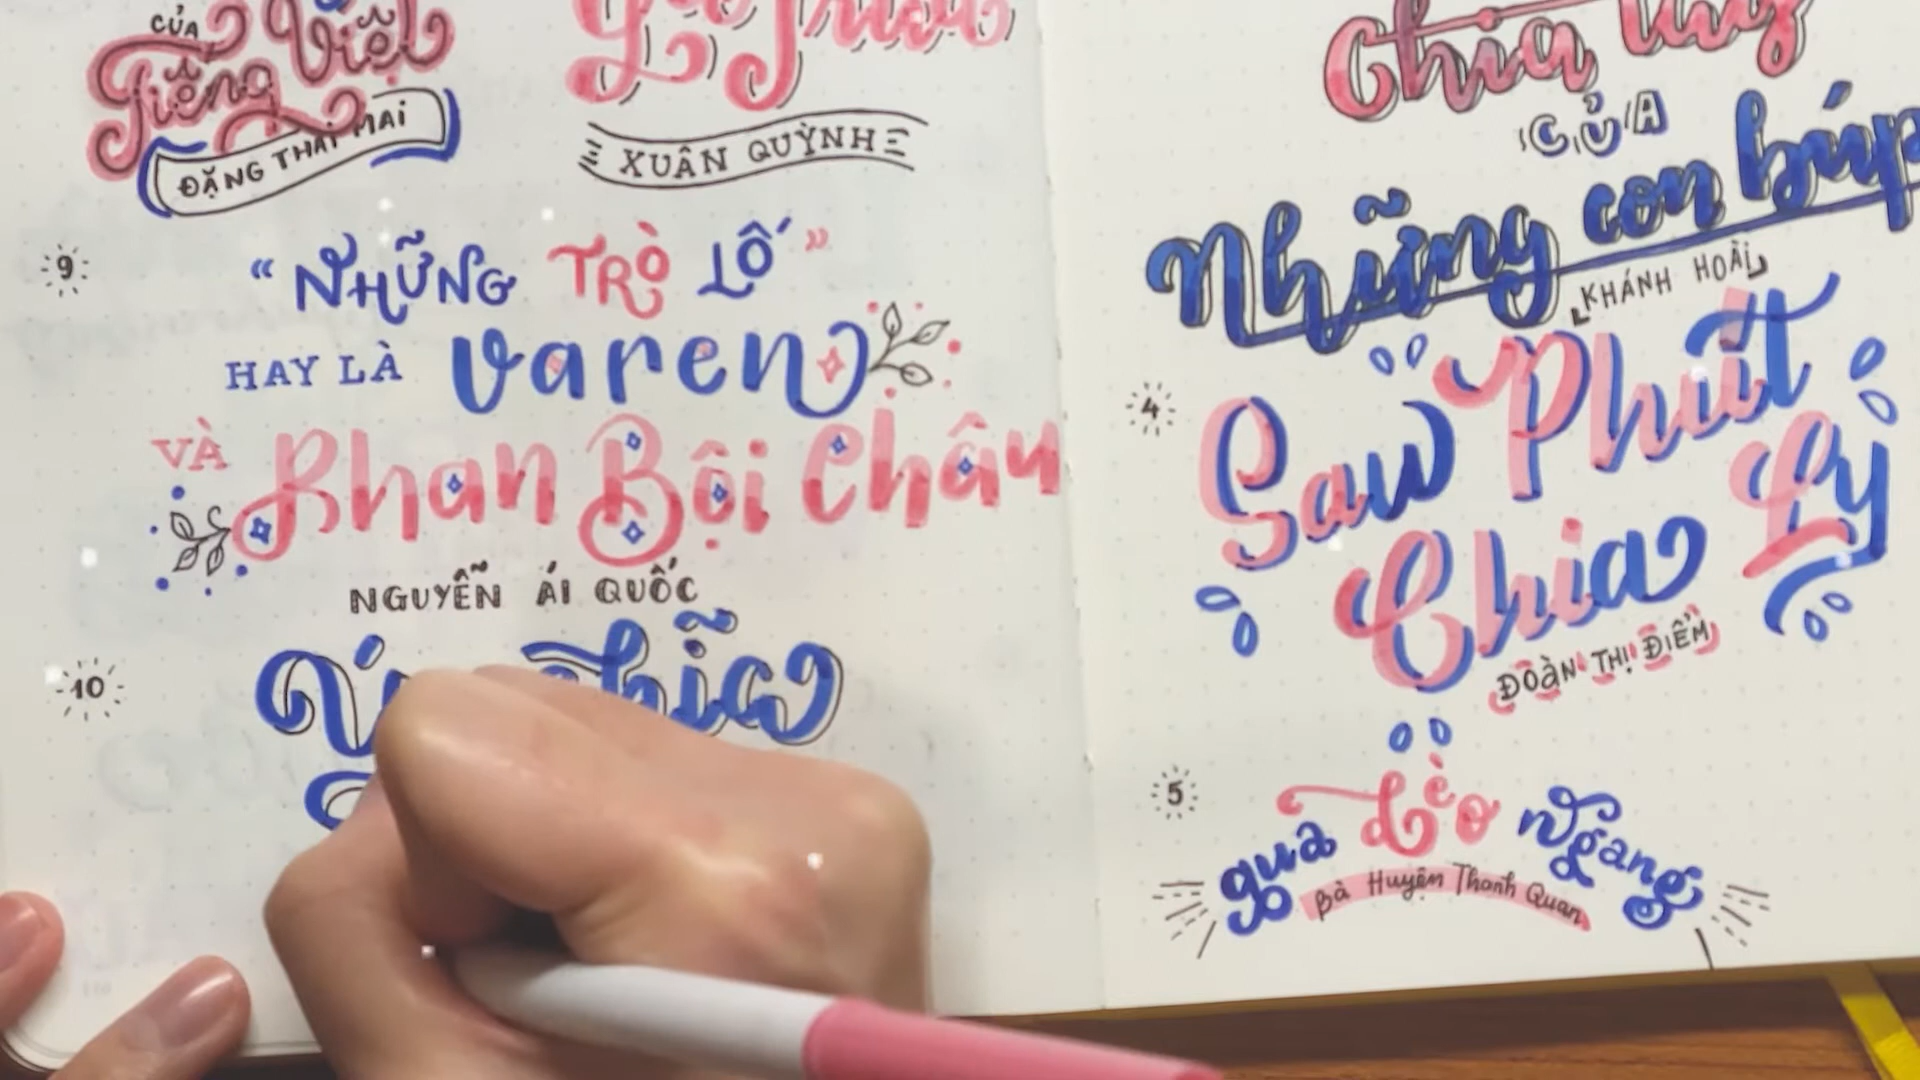 CỦA
Tiếng Việt
ĐẶNG THAI MAI
XUÂN QUỲNH
9
“NHỮNG TRÒ LỐ”
HAY LÀ Varen
VÀ Phan Bội Châu
NGUYỄN ÁI QUỐC
10
Chia tay
CỦA
Những con búp
KHÁNH HOÀI
4
Sau Phút
Chia Ly
ĐOÀN THỊ ĐIỂM
5
qua đèo ngang
Bà Huyện Thanh Quan